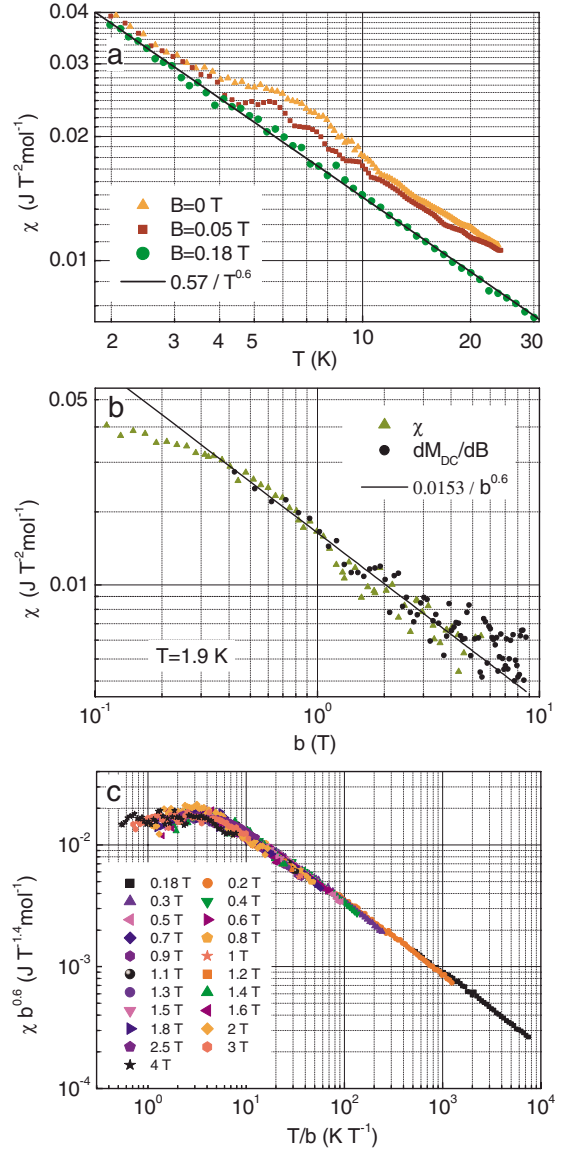 0.04
a
0.02
0.01
χ (J T⁻²mol⁻¹)
B=0 T
B=0.05 T
B=0.18 T
0.57 / T^0.6
2 3 4 5 6 7 10 20 30
T (K)
0.05
b
χ
dM_DC/dB
0.0153 / b^0.6
0.01
χ (J T⁻²mol⁻¹)
T=1.9 K
10⁻¹ 10⁰ 10¹
b (T)
c
10⁻²
10⁻³
10⁻⁴
χ b^0.6 (J T^-1.4 mol⁻¹)
0.18 T 0.2 T
0.3 T 0.4 T
0.5 T 0.6 T
0.7 T 0.8 T
0.9 T 1 T
1.1 T 1.2 T
1.3 T 1.4 T
1.5 T 1.6 T
1.8 T 2 T
2.5 T 3 T
4 T
10⁰ 10¹ 10² 10³ 10⁴
T/b (K T⁻¹)